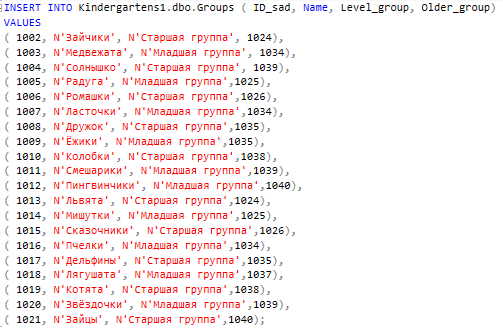 INSERT INTO Kindergartens1.dbo.Groups ( ID_sad, Name, Level_group, Older_group)
VALUES
( 1002, N'Зайчики', N'Старшая группа', 1024),
( 1003, N'Медвежата', N'Младшая группа', 1034),
( 1004, N'Солнышко', N'Старшая группа', 1039),
( 1005, N'Радуга', N'Младшая группа',1025),
( 1006, N'Ромашки', N'Старшая группа',1026),
( 1007, N'Ласточки', N'Младшая группа',1034),
( 1008, N'Дружок', N'Старшая группа',1035),
( 1009, N'Ёжики', N'Младшая группа',1035),
( 1010, N'Колобки', N'Старшая группа',1038),
( 1011, N'Смешарики', N'Младшая группа',1039),
( 1012, N'Пингвинчики', N'Младшая группа',1040),
( 1013, N'Львята', N'Старшая группа',1024),
( 1014, N'Мишутки', N'Младшая группа',1025),
( 1015, N'Сказочники', N'Старшая группа',1026),
( 1016, N'Пчелки', N'Младшая группа',1034),
( 1017, N'Дельфины', N'Старшая группа',1035),
( 1018, N'Лягушата', N'Младшая группа',1037),
( 1019, N'Котята', N'Старшая группа',1038),
( 1020, N'Звёздочки', N'Младшая группа',1039),
( 1021, N'Зайцы', N'Старшая группа',1040);